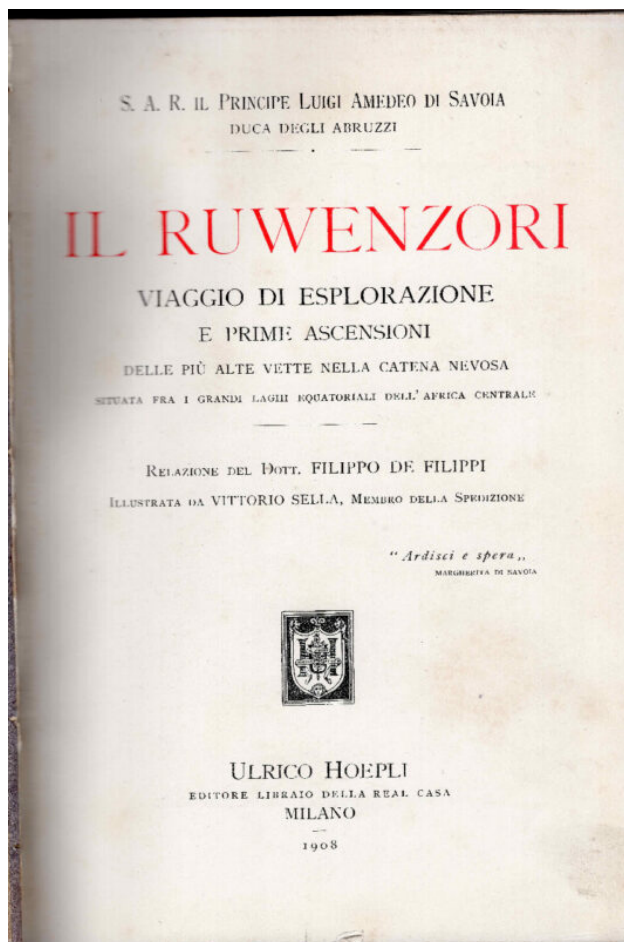 S. A. R. IL PRINCIPE LUIGI AMEDEO DI SAVOIA
DUCA DEGLI ABRUZZI
IL RUWENZORI
VIAGGIO DI ESPLORAZIONE
E PRIME ASCENSIONI
DELLE PIÙ ALTE VETTE NELLA CATENA NEVOSA
SITUATA FRA I GRANDI LAGHI EQUATORIALI DELL'AFRICA CENTRALE
RELAZIONE DEL DOTT. FILIPPO DE FILIPPI
ILLUSTRATA DA VITTORIO SELLA, MEMBRO DELLA SPEDIZIONE
"Ardisci e spera„
MARGHERITA DI SAVOIA
ULRICO HOEPLI
EDITORE LIBRAIO DELLA REAL CASA
MILANO
1908